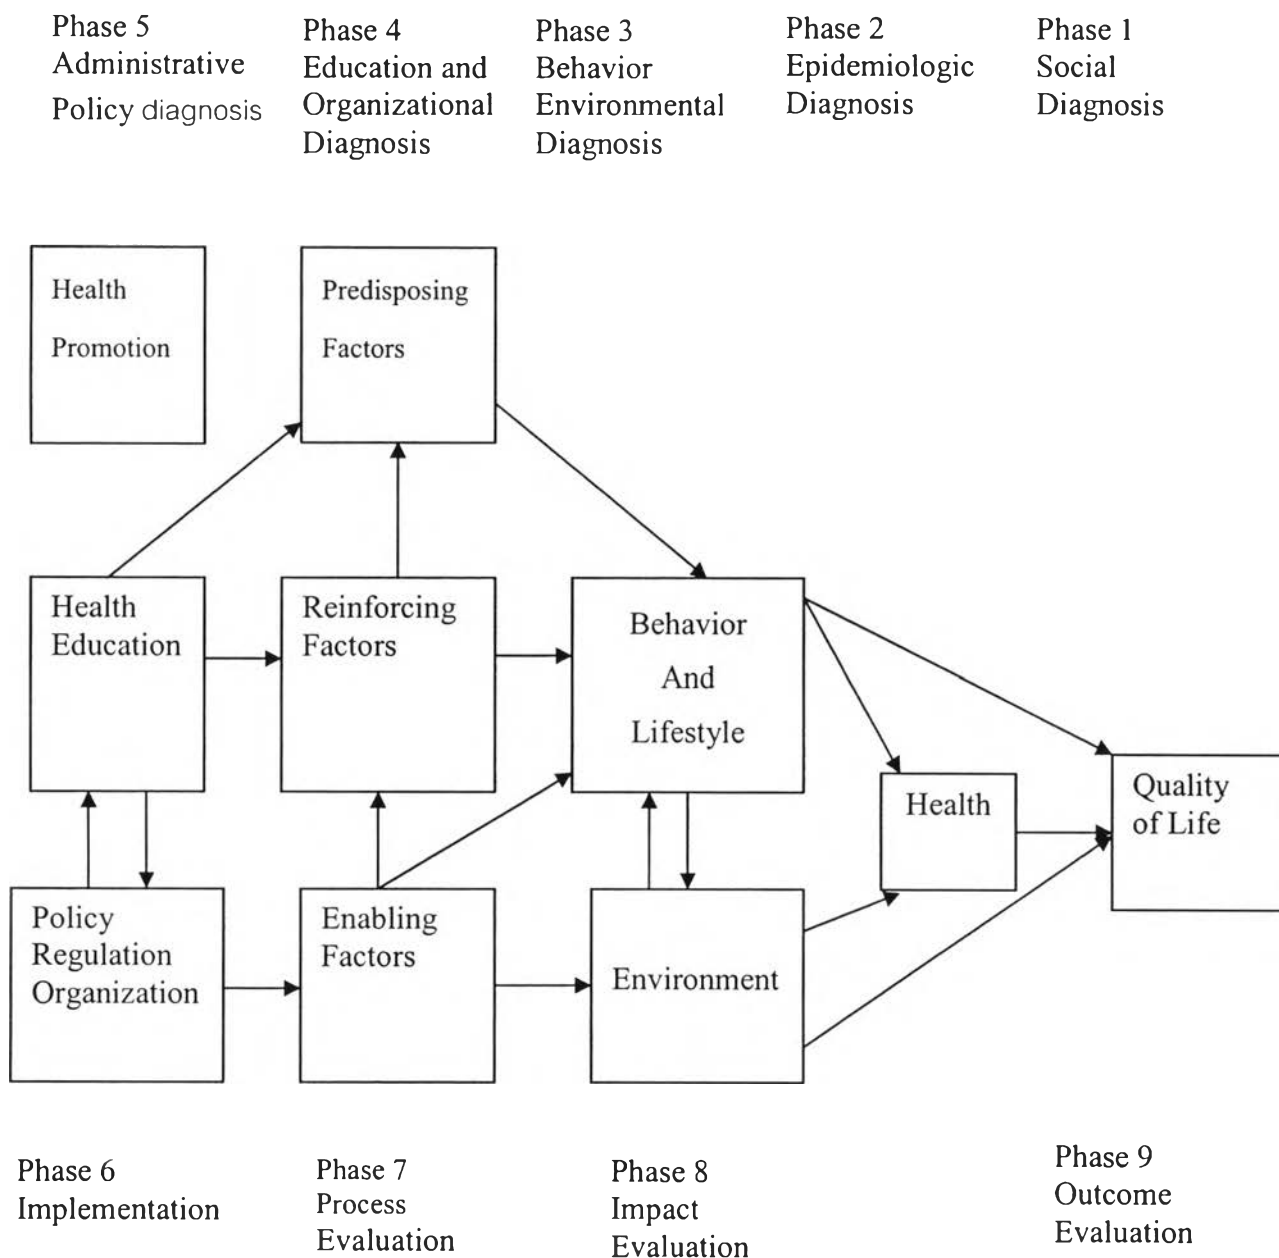 Phase 5
Administrative
Policy diagnosis
Phase 4
Education and
Organizational
Diagnosis
Phase 3
Behavior
Environmental
Diagnosis
Phase 2
Epidemiologic
Diagnosis
Phase 1
Social
Diagnosis
Health
Promotion
Predisposing
Factors
Health
Education
Reinforcing
Factors
Behavior
And
Lifestyle
Health
Quality
of Life
Policy
Regulation
Organization
Enabling
Factors
Environment
Phase 6
Implementation
Phase 7
Process
Evaluation
Phase 8
Impact
Evaluation
Phase 9
Outcome
Evaluation